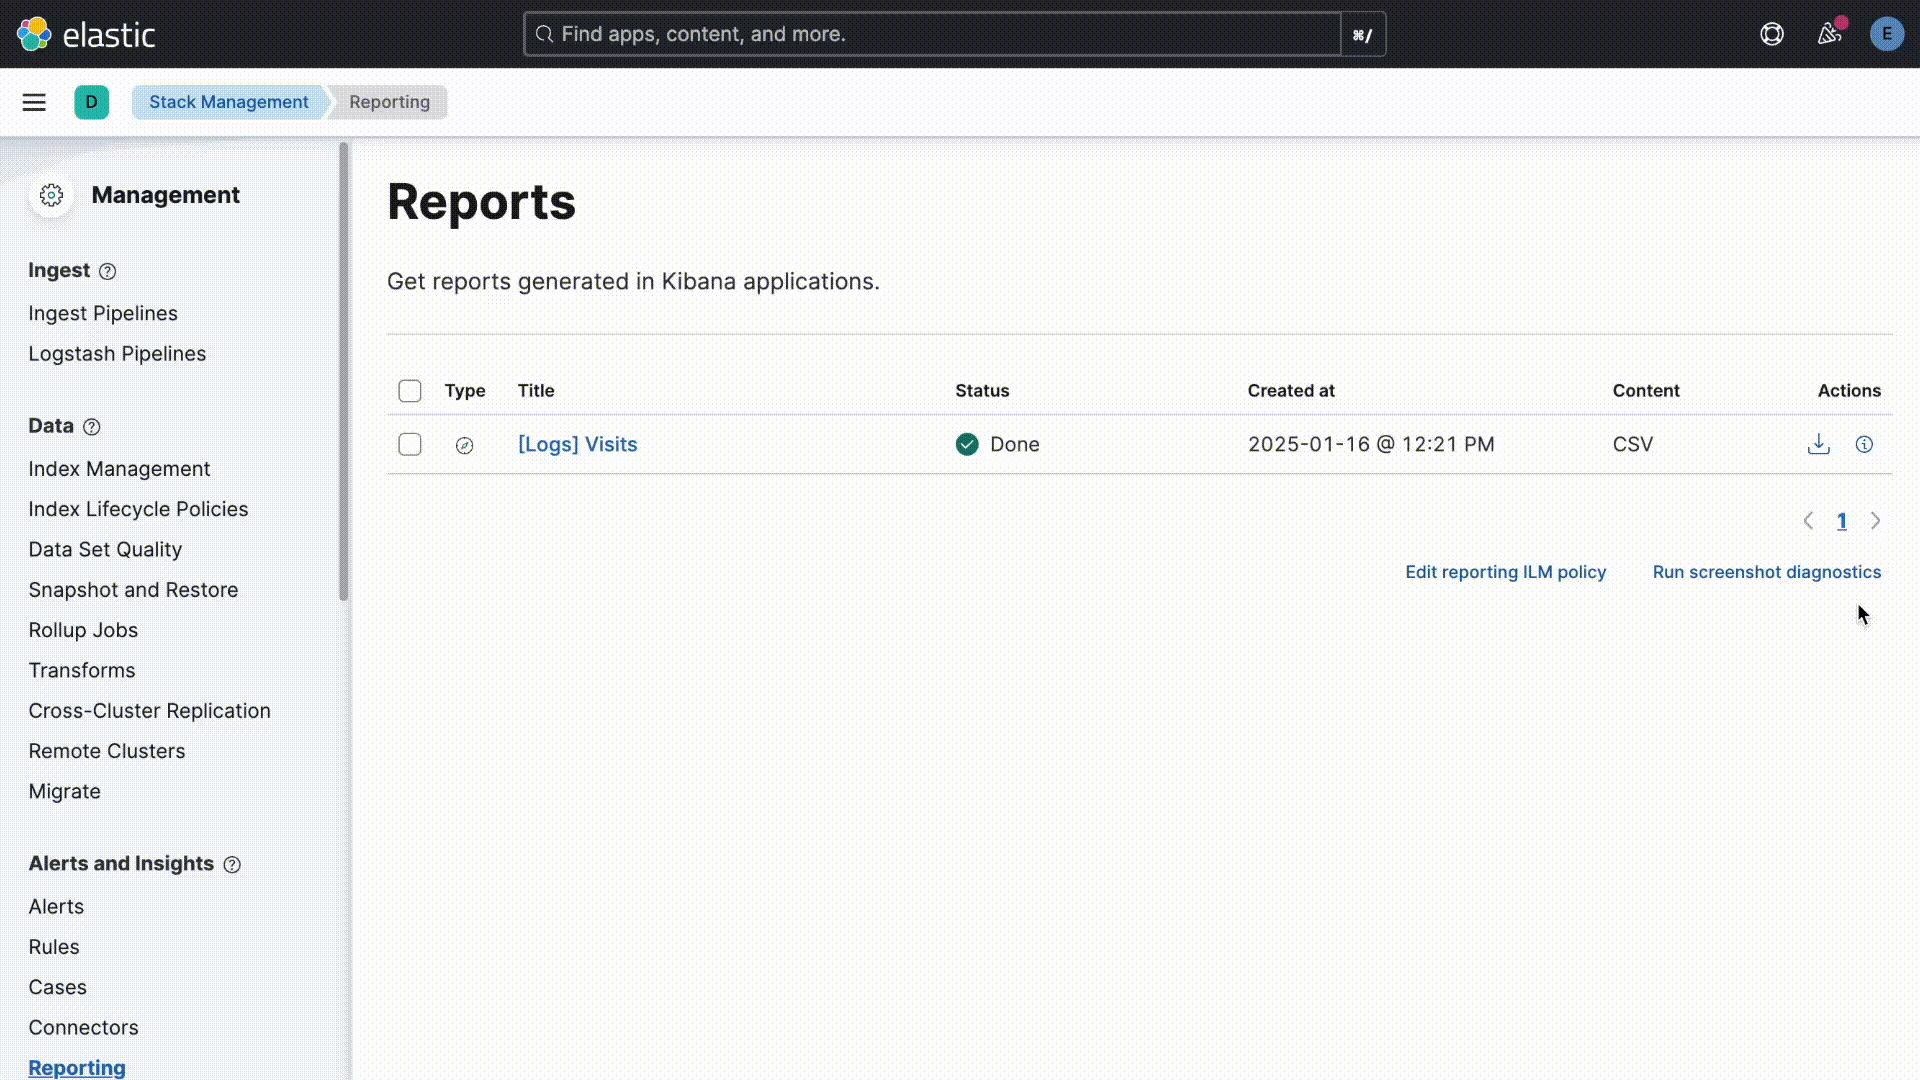 elastic
Find apps, content, and more.
⌘/
E
D
Stack Management
Reporting
Management
Ingest
Ingest Pipelines
Logstash Pipelines
Data
Index Management
Index Lifecycle Policies
Data Set Quality
Snapshot and Restore
Rollup Jobs
Transforms
Cross-Cluster Replication
Remote Clusters
Migrate
Alerts and Insights
Alerts
Rules
Cases
Connectors
Reporting
Reports
Get reports generated in Kibana applications.
Type Title Status Created at Content Actions
[Logs] Visits Done 2025-01-16 @ 12:21 PM CSV
1
Edit reporting ILM policy Run screenshot diagnostics